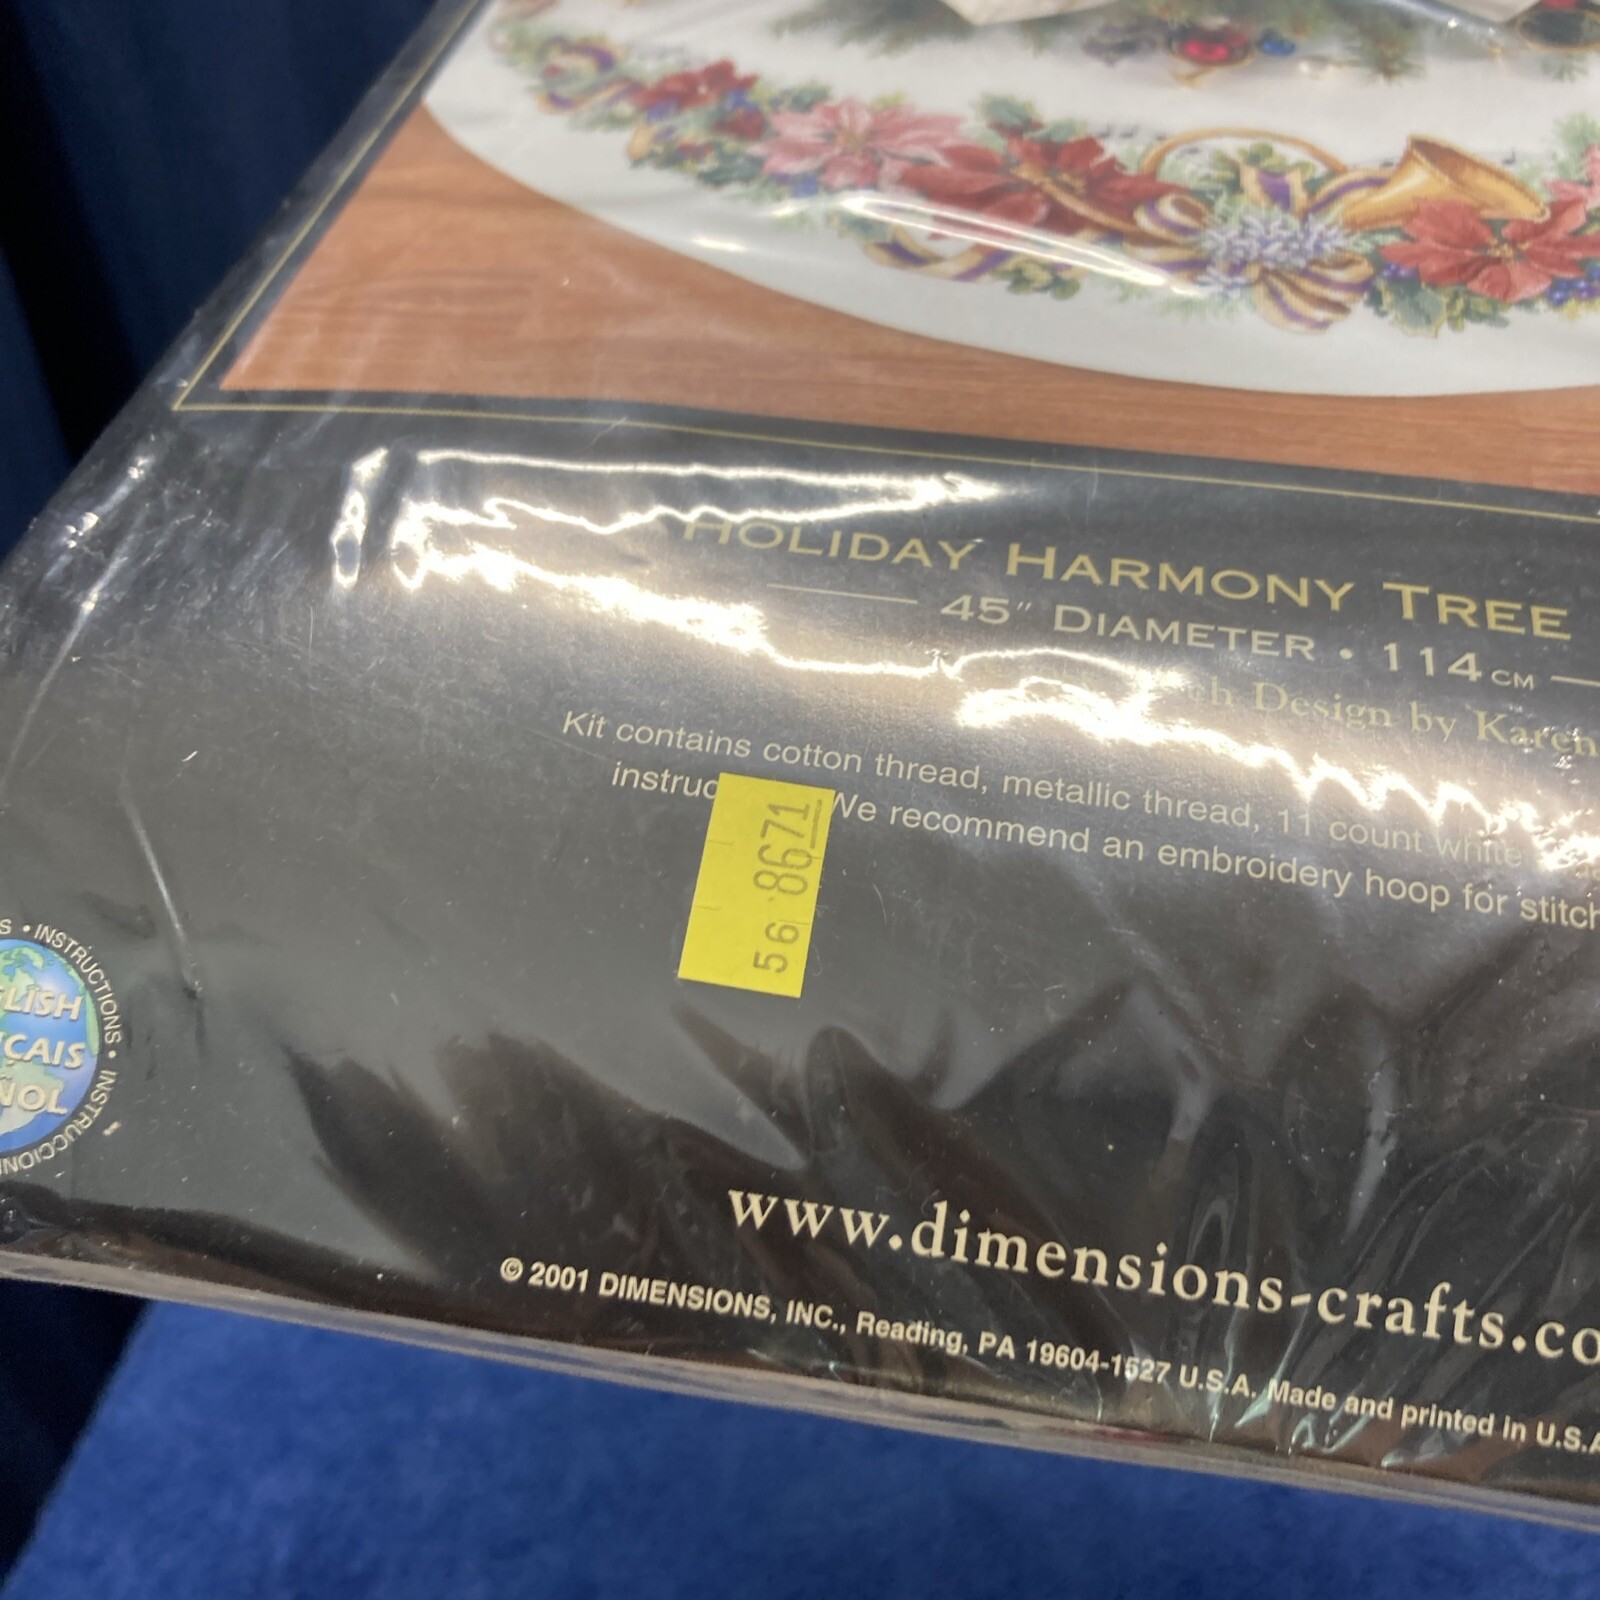 HOLIDAY HARMONY TREE
45" DIAMETER • 114 CM
Design by Karen
Kit contains cotton thread, metallic thread, 11 count white
We recommend an embroidery hoop for
56 8671
• INSTRUCTIONS •
www.dimensions-crafts.co
© 2001 DIMENSIONS, INC., Reading, PA 19604-1527 U.S.A. Made and printed in U.S.A